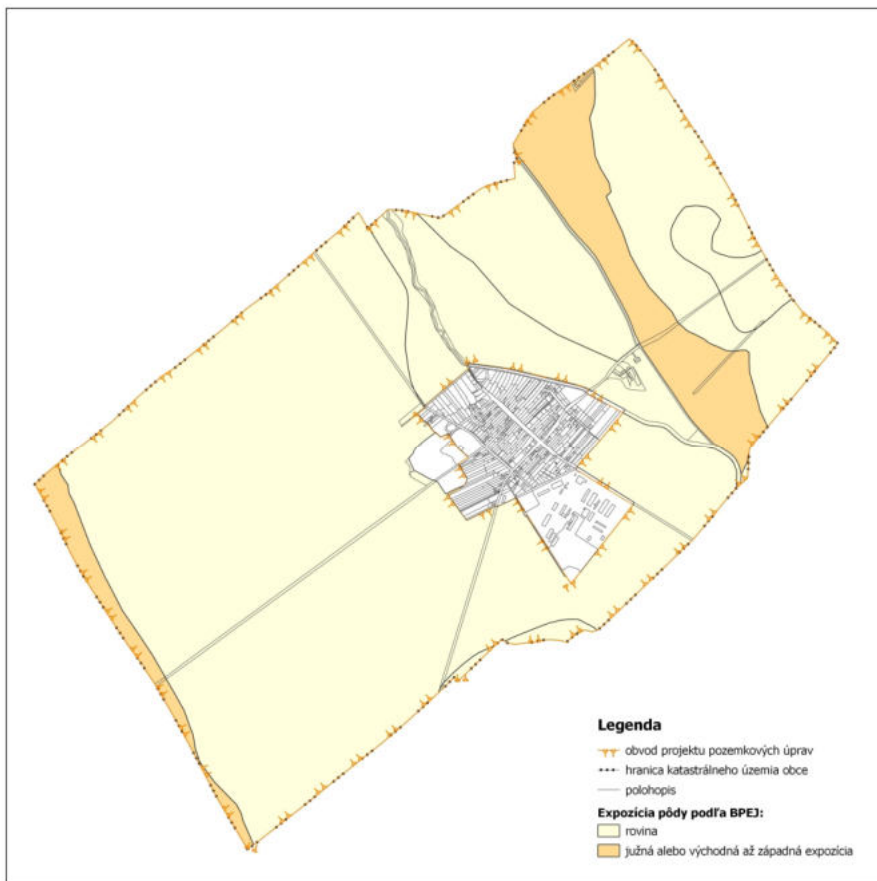 Legenda
obvod projektu pozemkových úprav
hranica katastrálneho územia obce
polohopis
Expozícia pôdy podľa BPEJ:
rovina
južná alebo východná až západná expozícia